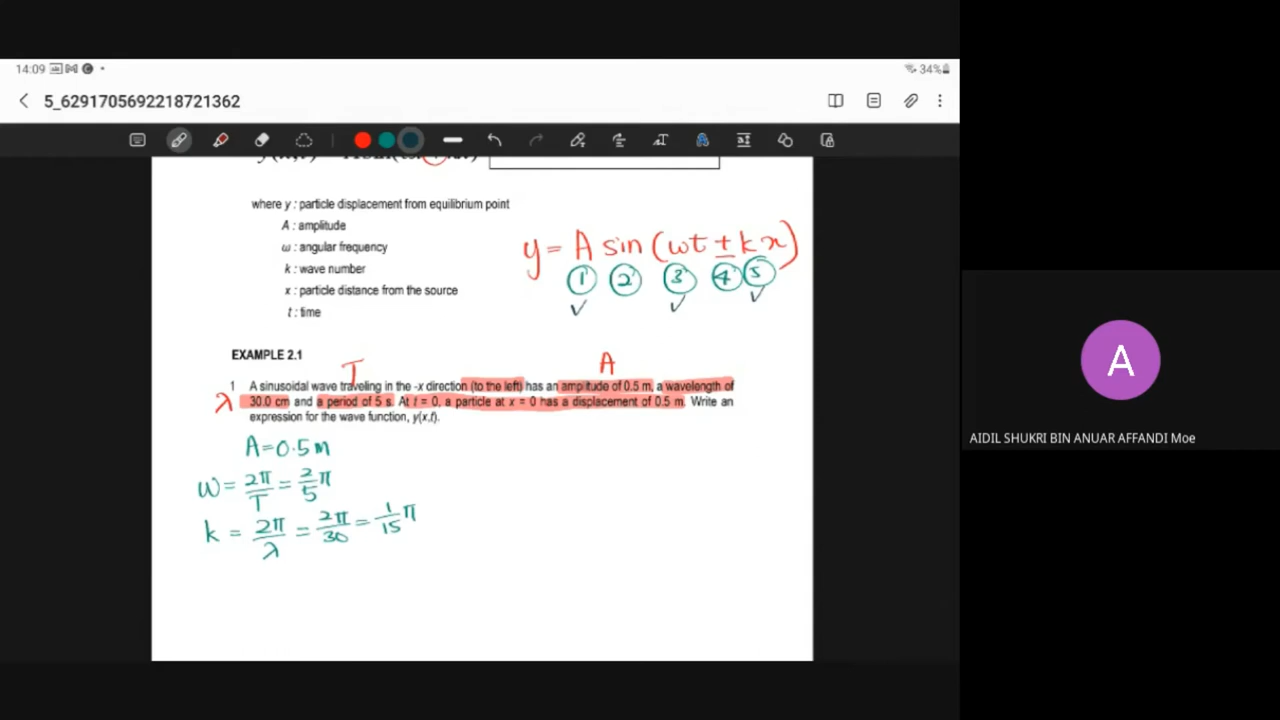 14:09
34%
5_6291705692218721362
where y : particle displacement from equilibrium point
A : amplitude
ω : angular frequency
k : wave number
x : particle distance from the source
t : time
y = A sin (ωt ± kx)
1 2 3 4 5
EXAMPLE 2.1
T A
1 A sinusoidal wave traveling in the -x direction (to the left) has an amplitude of 0.5 m, a wavelength of
λ 30.0 cm and a period of 5 s. At t = 0, a particle at x = 0 has a displacement of 0.5 m. Write an
expression for the wave function, y(x,t).
A = 0.5 m
ω = 2π/T = 2/5 π
k = 2π/λ = 2π/30 = 1/15 π
A
AIDIL SHUKRI BIN ANUAR AFFANDI Moe